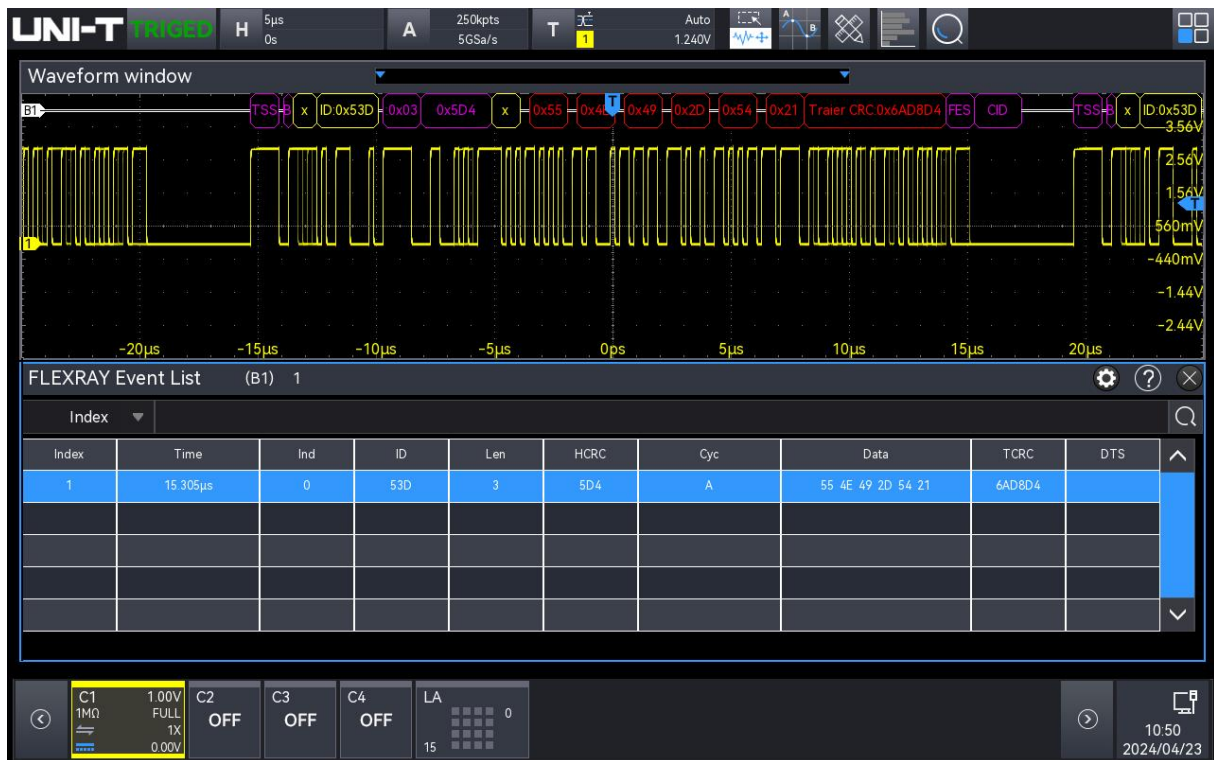 UNI-T TRIGED H 5µs 0s A 250kpts 5GSa/s T 1 Auto 1.240V A B
Waveform window
T
B1 TSS B x ID:0x53D 0x03 0x5D4 x 0x55 0x49 0x2D 0x54 0x21 Traier CRC:0x6AD8D4 FES CID TSS B x ID:0x53D
3.56V
2.56V
1.56V
T
560mV
1
-440mV
-1.44V
-2.44V
-20µs -15µs -10µs -5µs 0ps 5µs 10µs 15µs 20µs
FLEXRAY Event List (B1) 1 ?
Index
Index Time Ind ID Len HCRC Cyc Data TCRC DTS
1 15.305µs 0 53D 3 5D4 A 55 4E 49 2D 54 21 6AD8D4
C1 1.00V C2 C3 C4 LA
1MΩ FULL OFF OFF OFF 0
1X
0.00V 15
10:50
2024/04/23